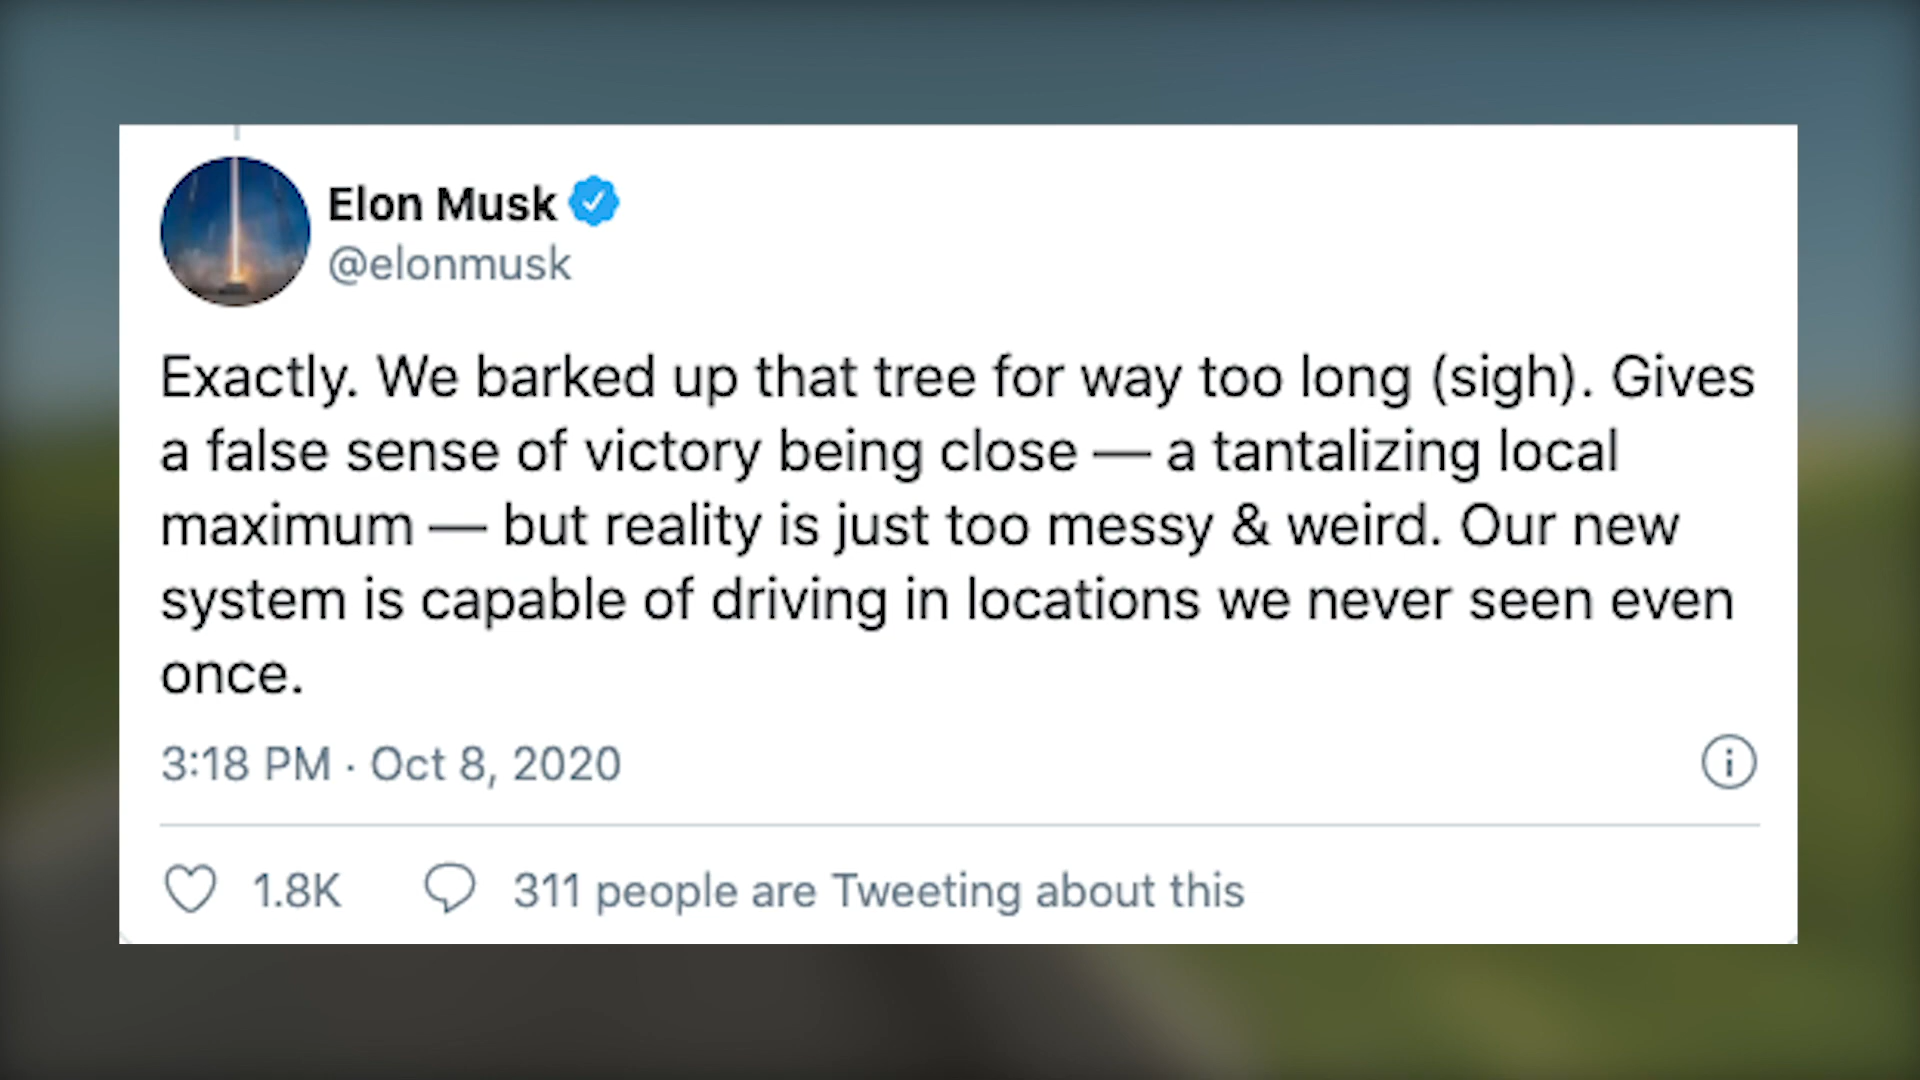 Elon Musk
@elonmusk
Exactly. We barked up that tree for way too long (sigh). Gives
a false sense of victory being close — a tantalizing local
maximum — but reality is just too messy & weird. Our new
system is capable of driving in locations we never seen even
once.
3:18 PM · Oct 8, 2020
1.8K 311 people are Tweeting about this